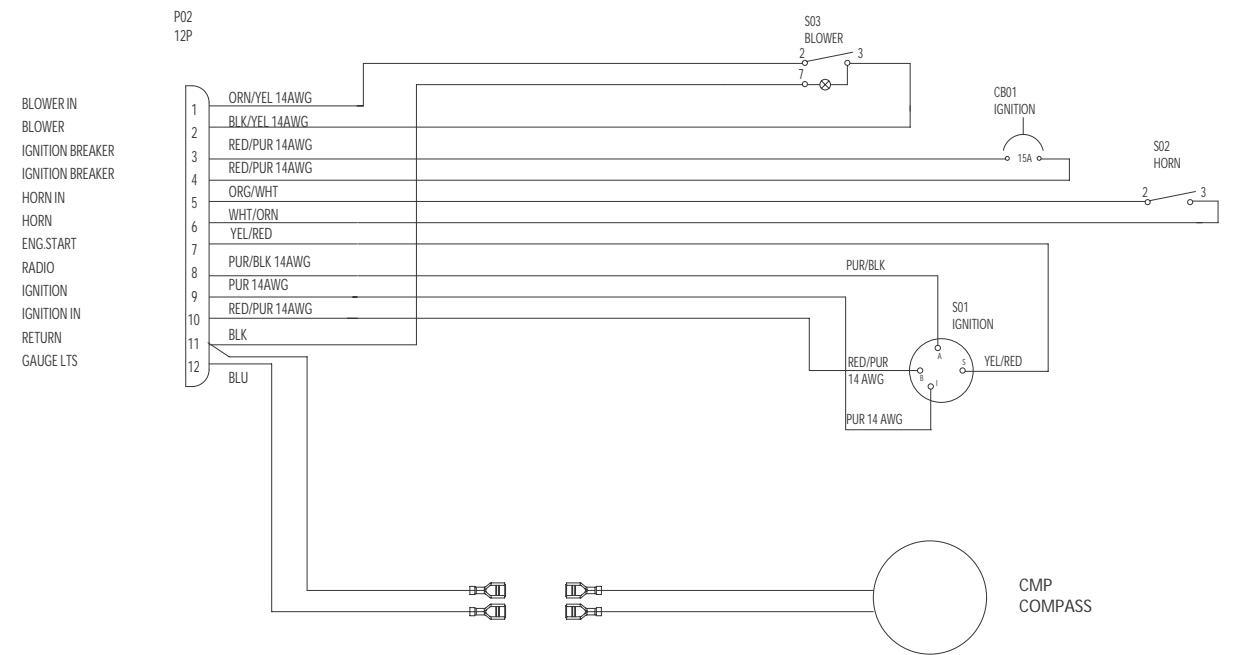 P02
12P
S03
BLOWER
2
3
7
CB01
IGNITION
15A
S02
HORN
2
3
BLOWER IN
1
ORN/YEL 14AWG
BLOWER
2
BLK/YEL 14AWG
IGNITION BREAKER
3
RED/PUR 14AWG
IGNITION BREAKER
4
RED/PUR 14AWG
HORN IN
5
ORG/WHT
HORN
6
WHT/ORN
ENG.START
7
YEL/RED
RADIO
8
PUR/BLK 14AWG
IGNITION
9
PUR 14AWG
IGNITION IN
10
RED/PUR 14AWG
RETURN
11
BLK
GAUGE LTS
12
BLU
PUR/BLK
S01
IGNITION
A
B
S
I
RED/PUR
14 AWG
YEL/RED
PUR 14 AWG
CMP
COMPASS